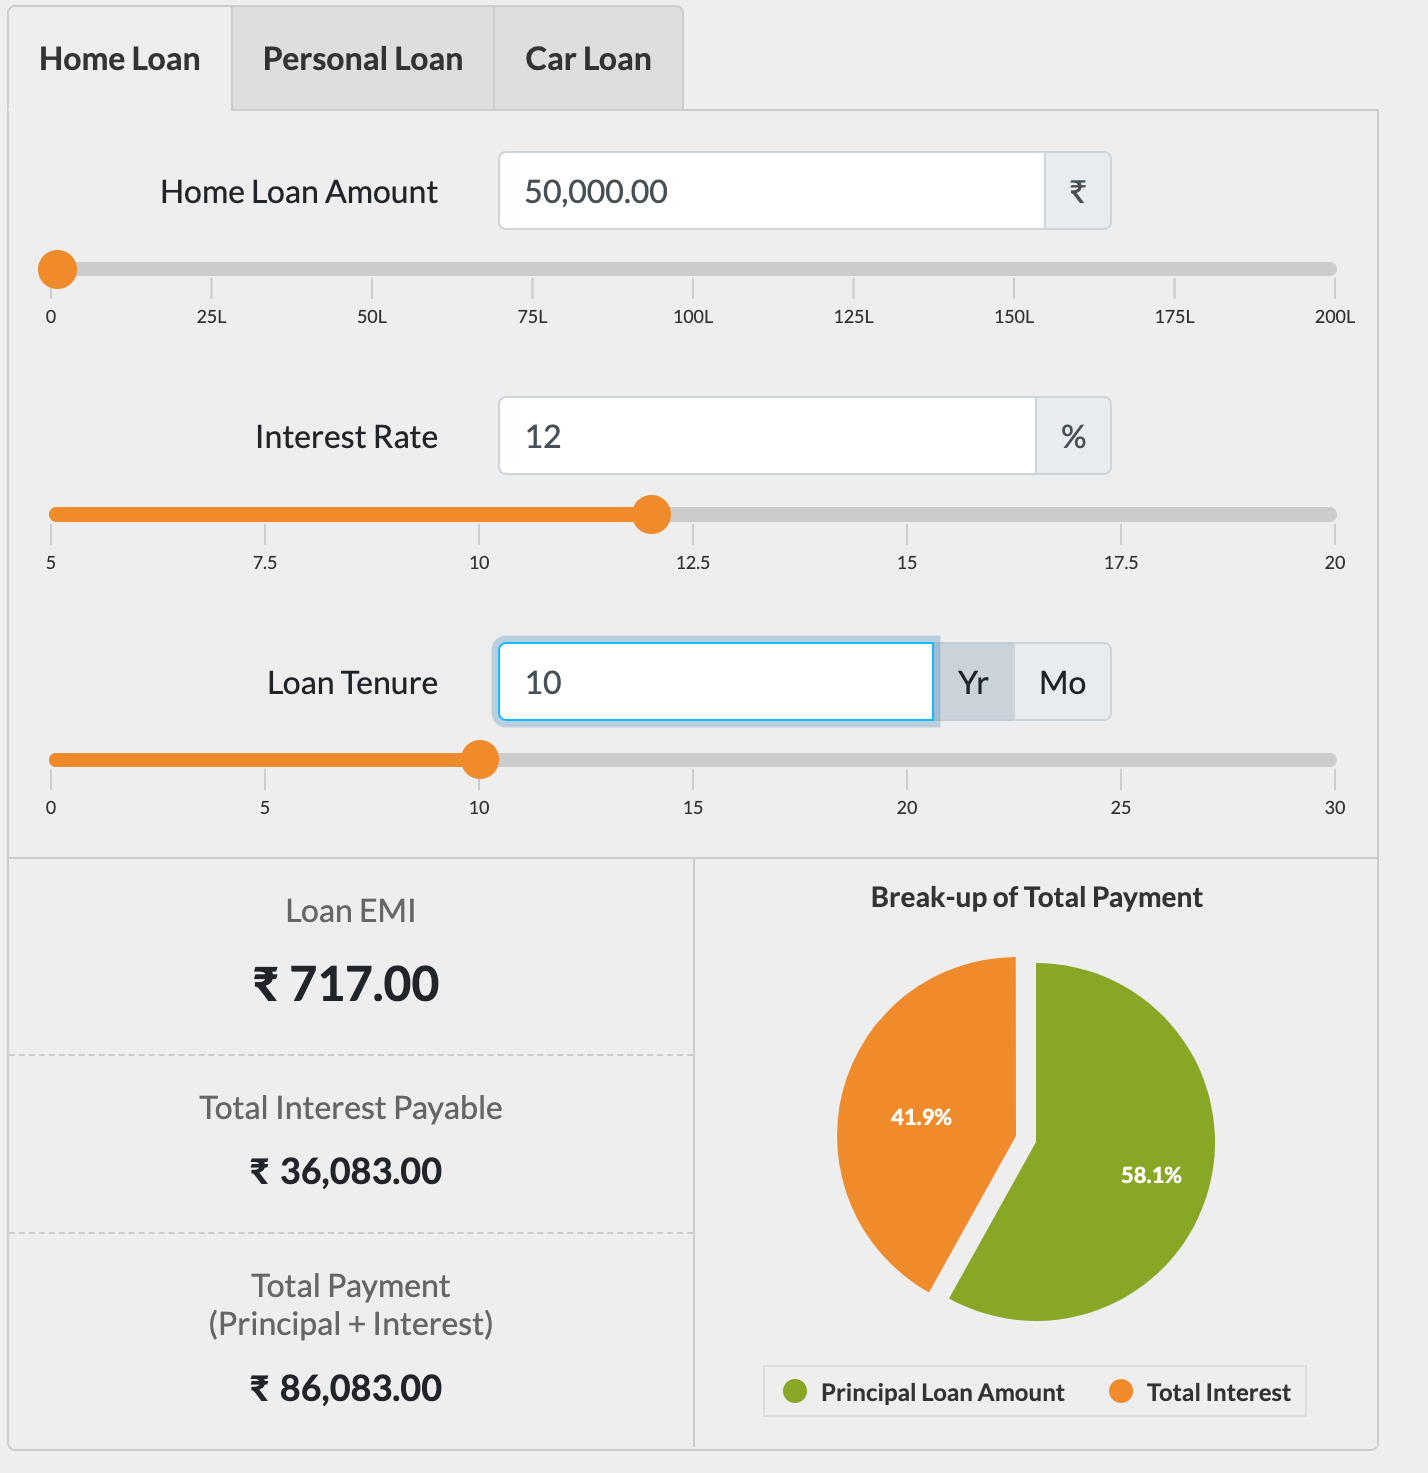 Home Loan Personal Loan Car Loan
Home Loan Amount 50,000.00 ₹
0 25L 50L 75L 100L 125L 150L 175L 200L
Interest Rate 12 %
5 7.5 10 12.5 15 17.5 20
Loan Tenure 10 Yr Mo
0 5 10 15 20 25 30
Loan EMI
₹ 717.00
Total Interest Payable
₹ 36,083.00
Total Payment
(Principal + Interest)
₹ 86,083.00
Break-up of Total Payment
41.9%
58.1%
Principal Loan Amount Total Interest